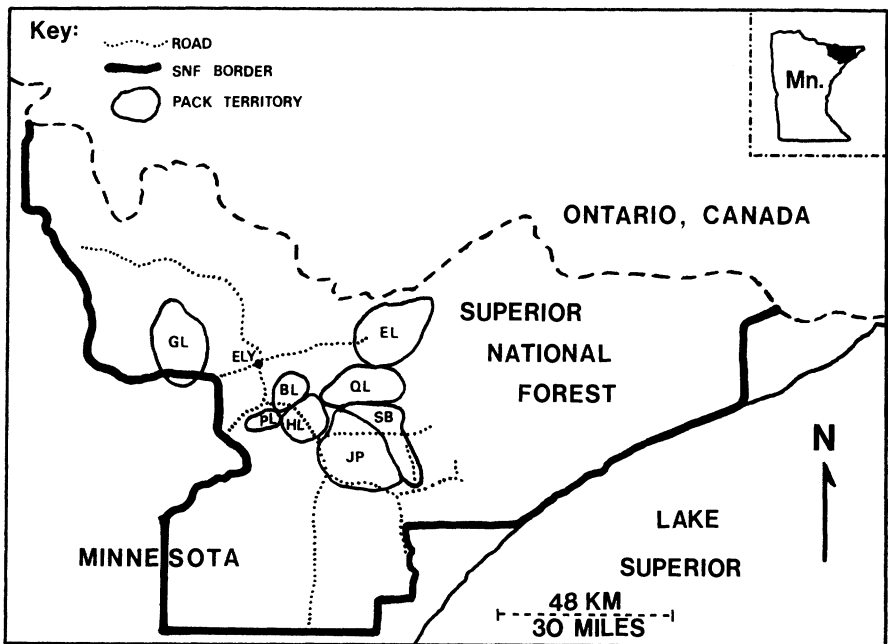 Key:
ROAD
SNF BORDER
PACK TERRITORY
Mn.
ONTARIO, CANADA
SUPERIOR
NATIONAL
FOREST
GL
ELY
EL
BL
QL
PL
HL
SB
JP
N
MINNESOTA
LAKE
SUPERIOR
48 KM
30 MILES